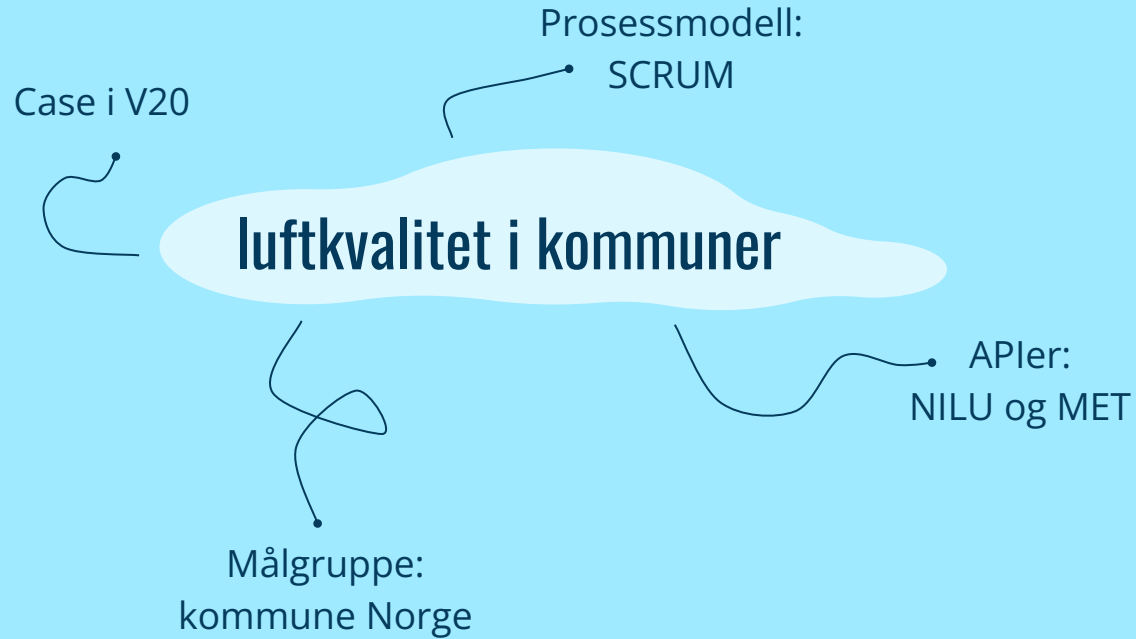 Prosessmodell:
SCRUM
Case i V20
luftkvalitet i kommuner
APIer:
NILU og MET
Målgruppe:
kommune Norge